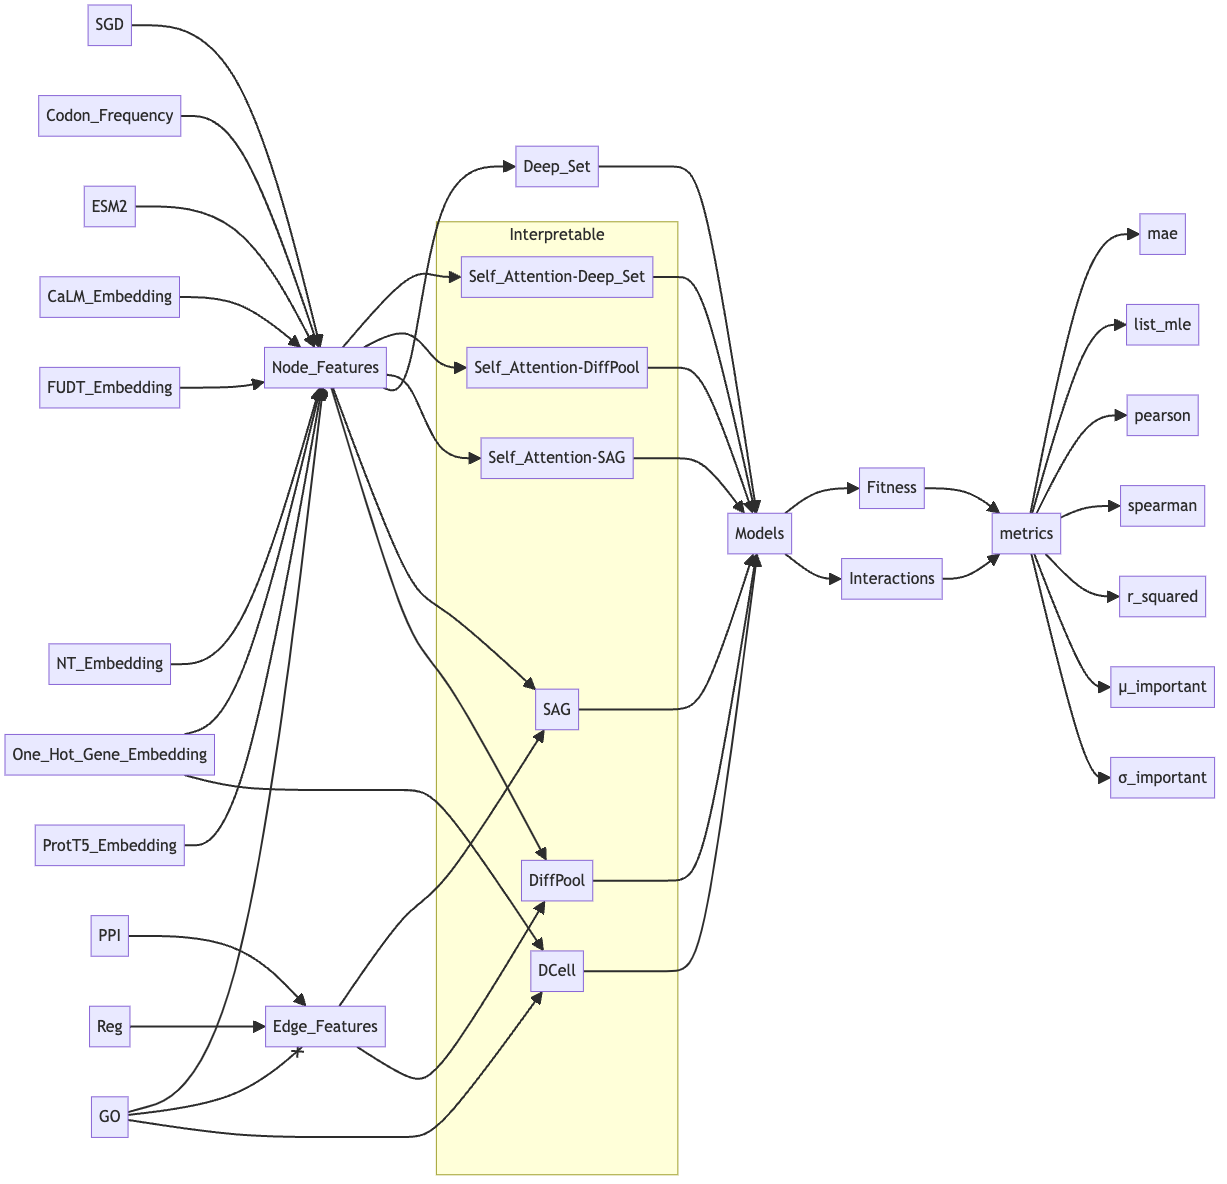 SGD
Codon_Frequency
ESM2
CaLM_Embedding
FUDT_Embedding
NT_Embedding
One_Hot_Gene_Embedding
ProtT5_Embedding
PPI
Reg
GO
Node_Features
Edge_Features
Deep_Set
Interpretable
Self_Attention-Deep_Set
Self_Attention-DiffPool
Self_Attention-SAG
SAG
DiffPool
DCell
Models
Fitness
Interactions
metrics
mae
list_mle
pearson
spearman
r_squared
μ_important
σ_important